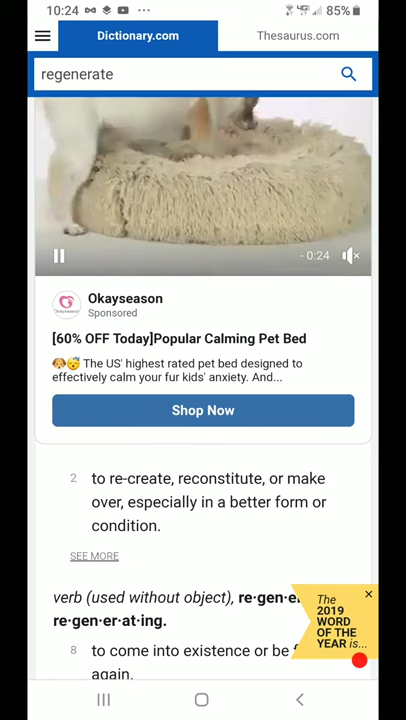 10:24 85%
Dictionary.com Thesaurus.com
regenerate
- 0:24
Okayseason
Sponsored
[60% OFF Today]Popular Calming Pet Bed
🐶😴 The US' highest rated pet bed designed to
effectively calm your fur kids' anxiety. And...
Shop Now
2 to re-create, reconstitute, or make
over, especially in a better form or
condition.
SEE MORE
verb (used without object), re·gen·e
re·gen·er·at·ing.
8 to come into existence or be
again.
The
2019
WORD
OF THE
YEAR is...